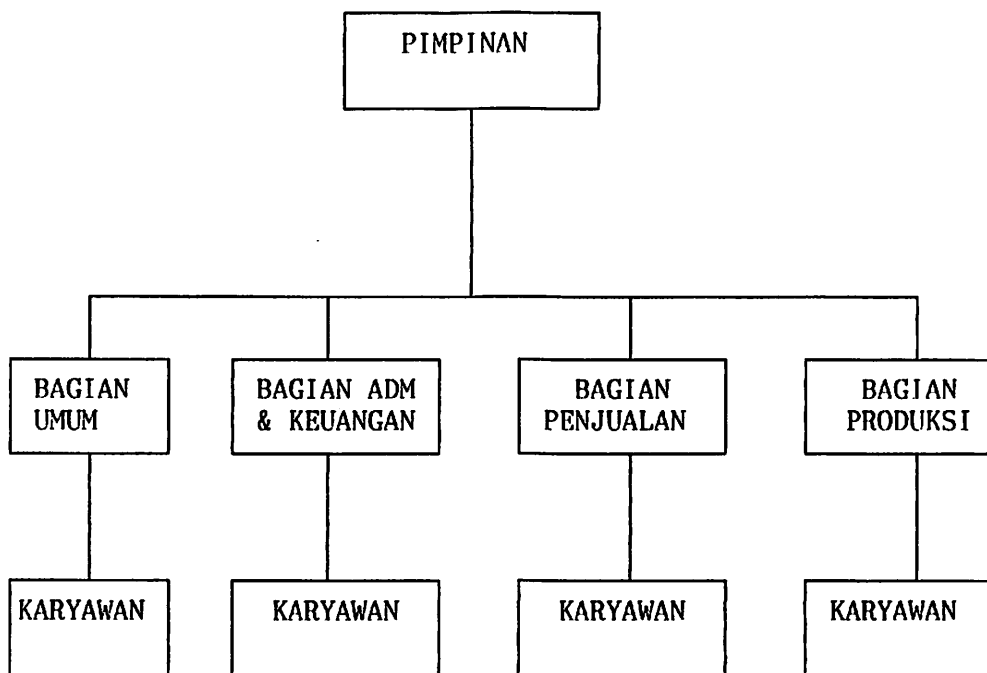 PIMPINAN
BAGIAN
UMUM
BAGIAN ADM
& KEUANGAN
BAGIAN
PENJUALAN
BAGIAN
PRODUKSI
KARYAWAN
KARYAWAN
KARYAWAN
KARYAWAN